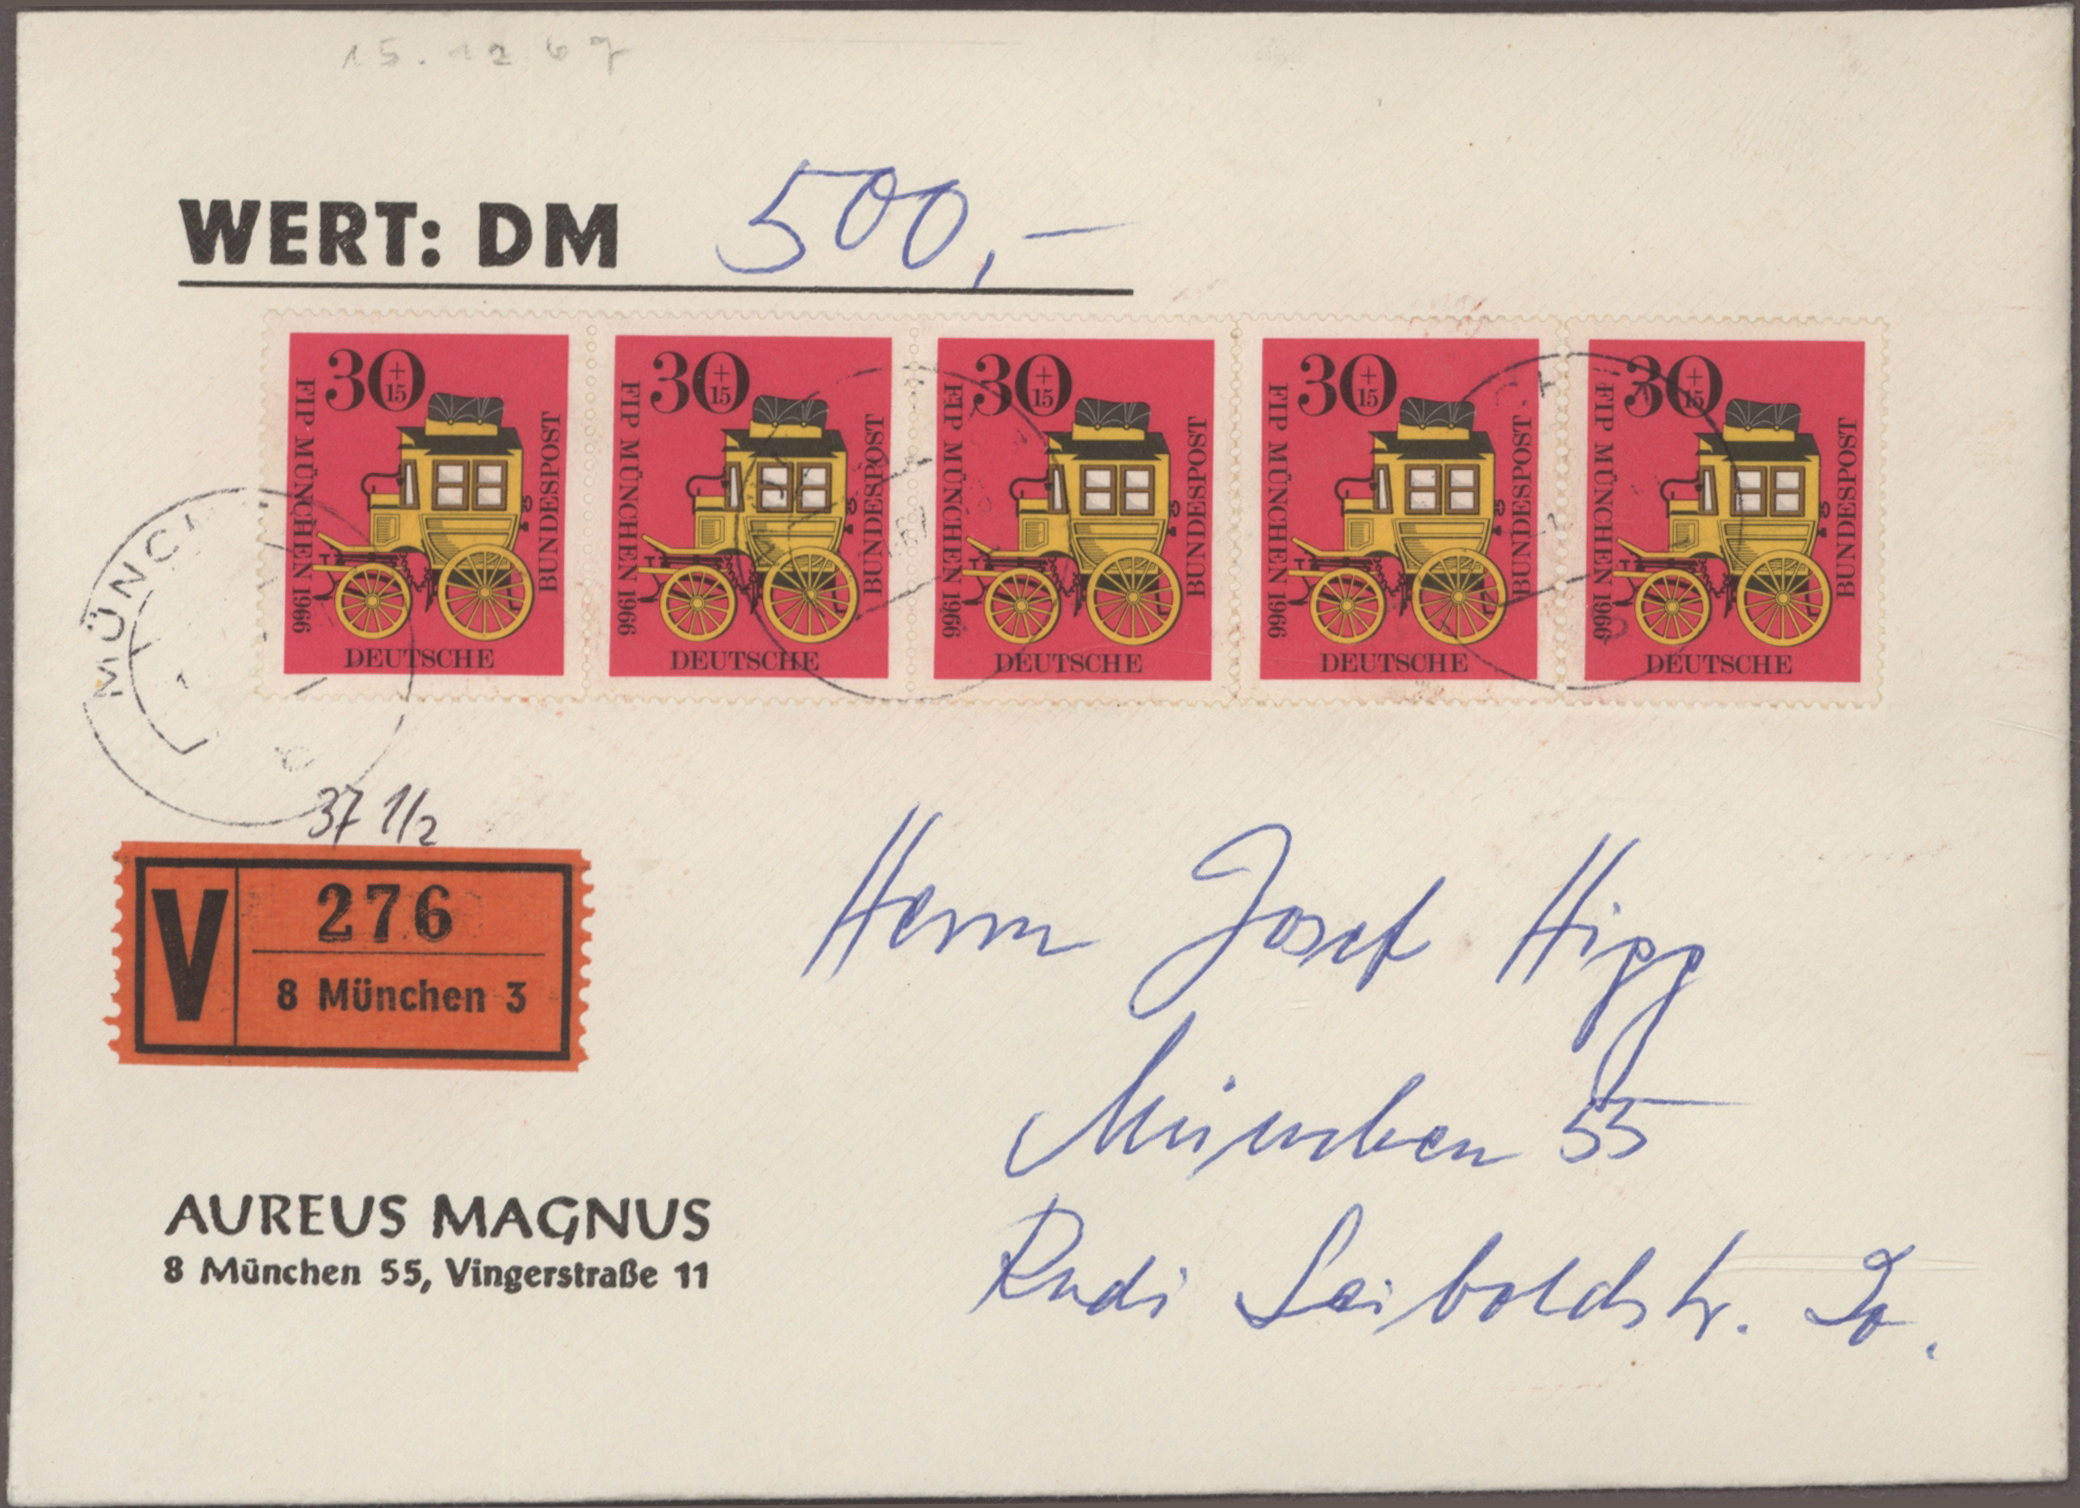 15.12 67
WERT: DM 500,-
30 + 15 FIP MÜNCHEN 1966 DEUTSCHE BUNDESPOST
30 + 15 FIP MÜNCHEN 1966 DEUTSCHE BUNDESPOST
30 + 15 FIP MÜNCHEN 1966 DEUTSCHE BUNDESPOST
30 + 15 FIP MÜNCHEN 1966 DEUTSCHE BUNDESPOST
30 + 15 FIP MÜNCHEN 1966 DEUTSCHE BUNDESPOST
37 1/2
V 276
8 München 3
Herrn Josef Hipp
München 55
Rudi Seiboldstr.
AUREUS MAGNUS
8 München 55, Vingerstraße 11